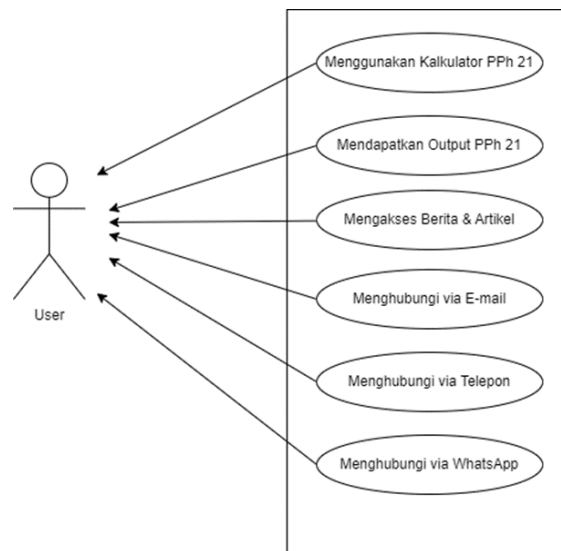 Menggunakan Kalkulator PPh 21
Mendapatkan Output PPh 21
Mengakses Berita & Artikel
Menghubungi via E-mail
User
Menghubungi via Telepon
Menghubungi via WhatsApp